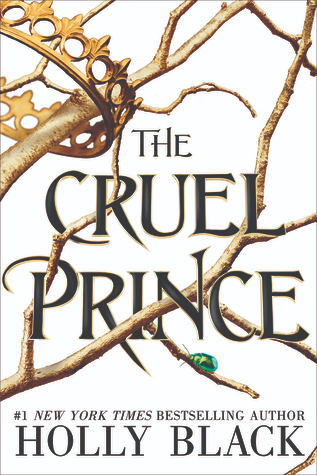 THE
CRUEL
PRINCE
#1 NEW YORK TIMES BESTSELLING AUTHOR
HOLLY BLACK